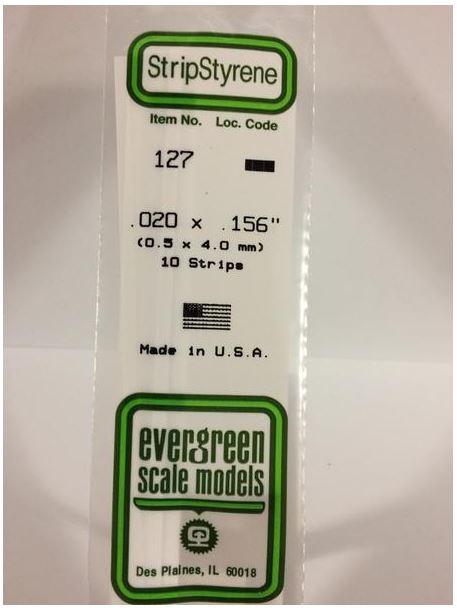 StripStyrene
Item No. Loc. Code
127
.020 x .156"
(0.5 x 4.0 mm)
10 Strips
Made in U.S.A.
evergreen
scale models
Des Plaines, IL 60018